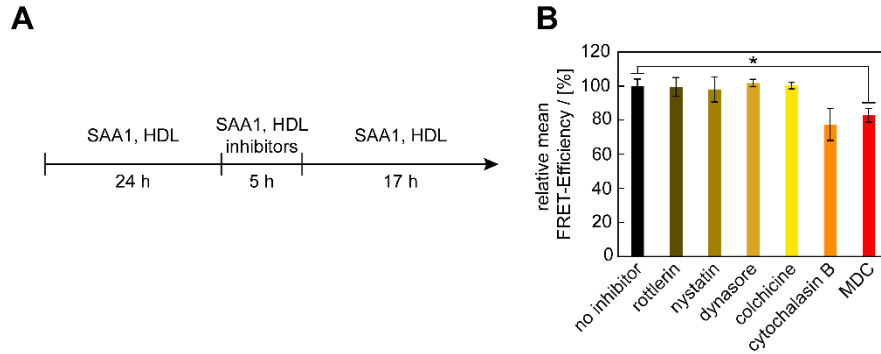 A
SAA1, HDL
SAA1, HDL
inhibitors
SAA1, HDL
24 h
5 h
17 h
B
relative mean
FRET-Efficiency / [%]
120
100
80
60
40
20
0
*
no inhibitor
rottlerin
nystatin
dynasore
colchicine
cytochalasin B
MDC